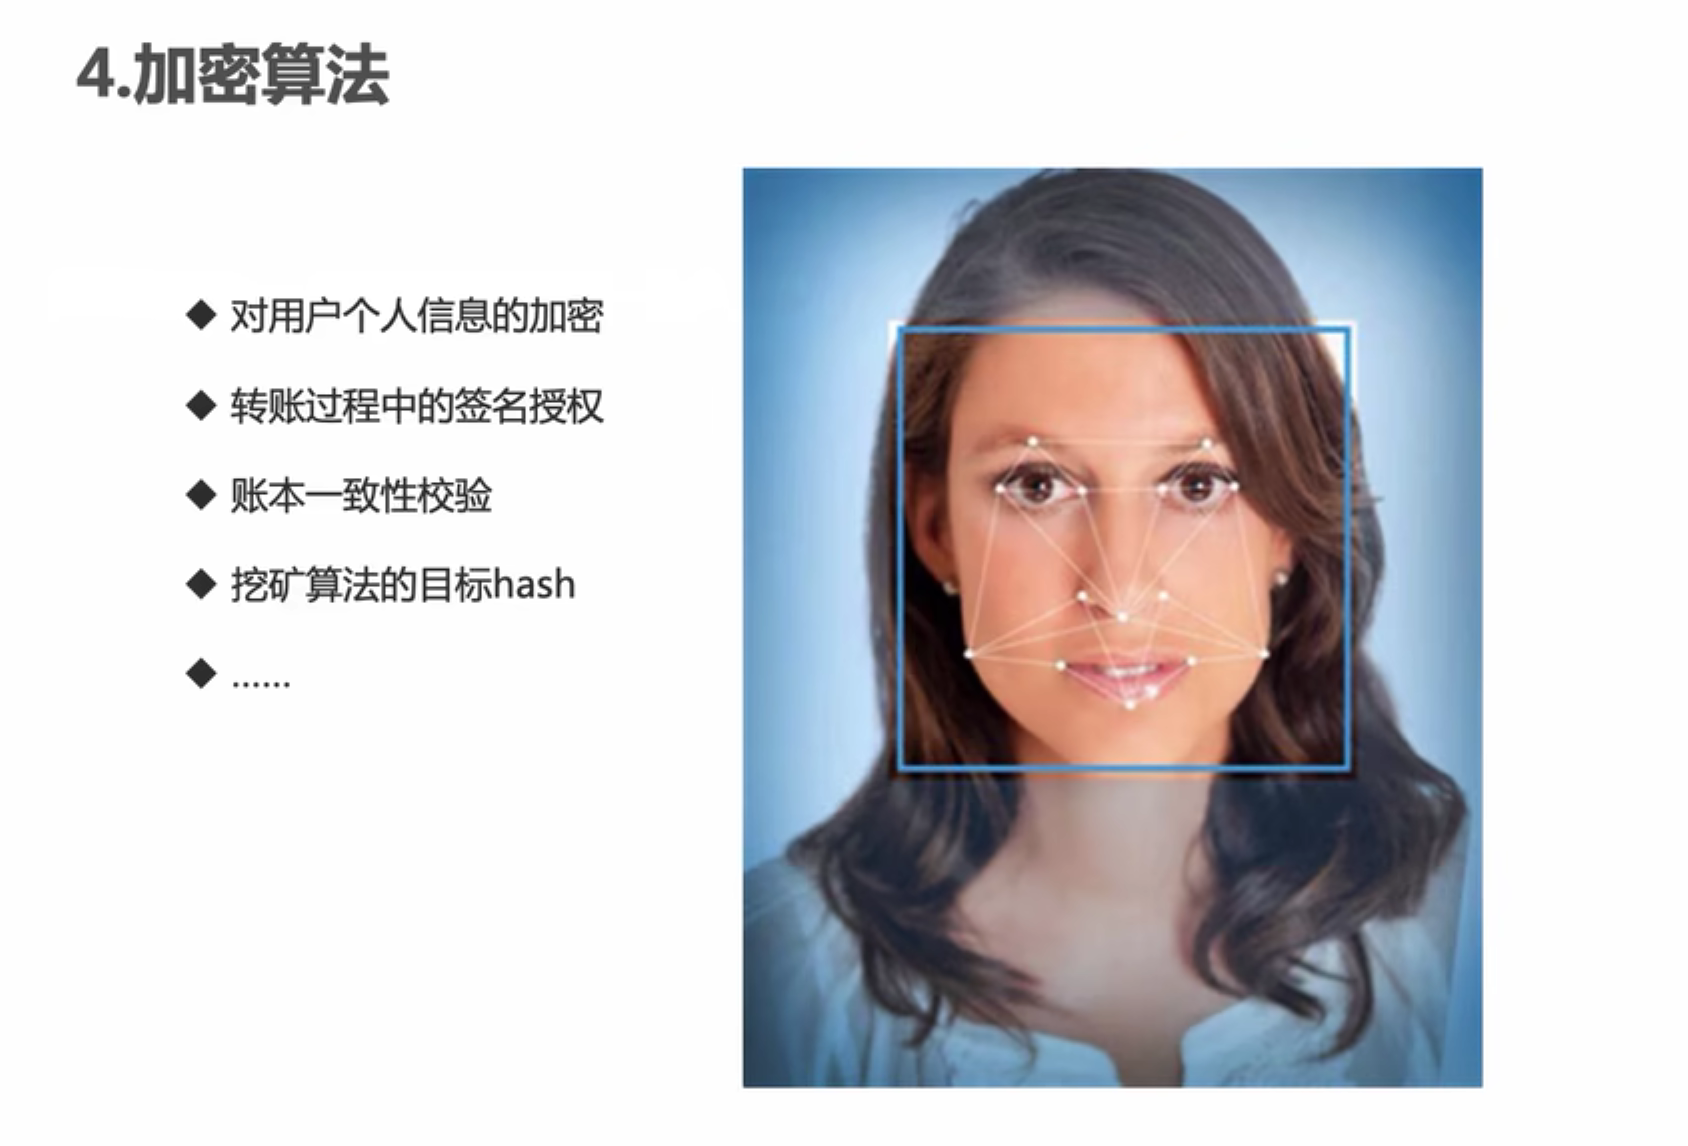 4.加密算法
◆ 对用户个人信息的加密
◆ 转账过程中的签名授权
◆ 账本一致性校验
◆ 挖矿算法的目标hash
◆ ......